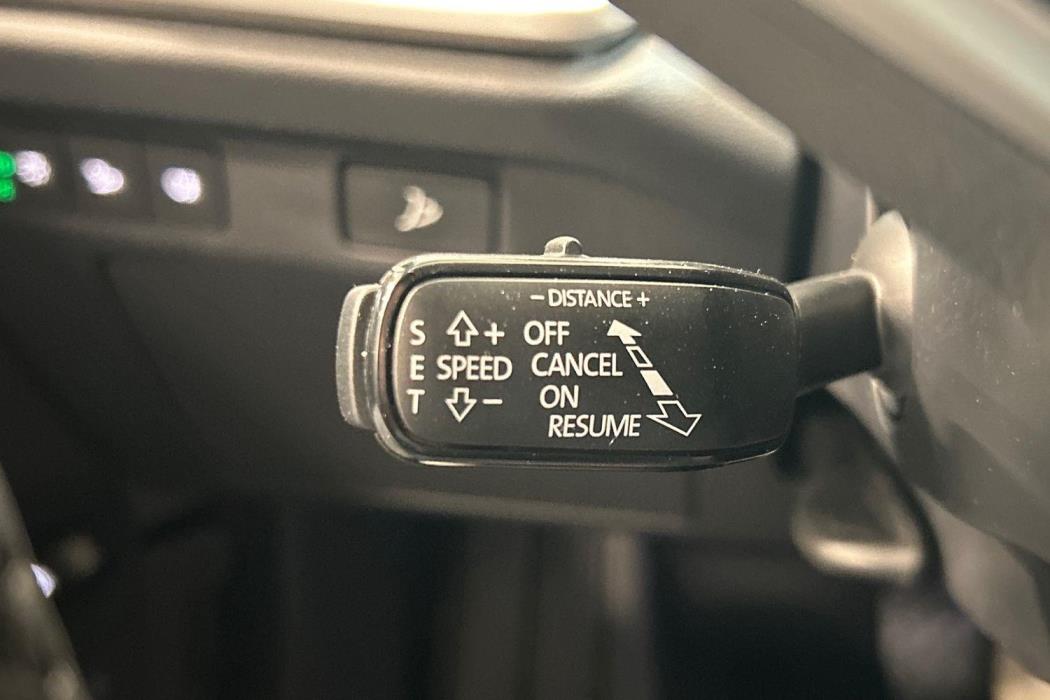 − DISTANCE +
S + OFF
E SPEED CANCEL
T − ON
RESUME